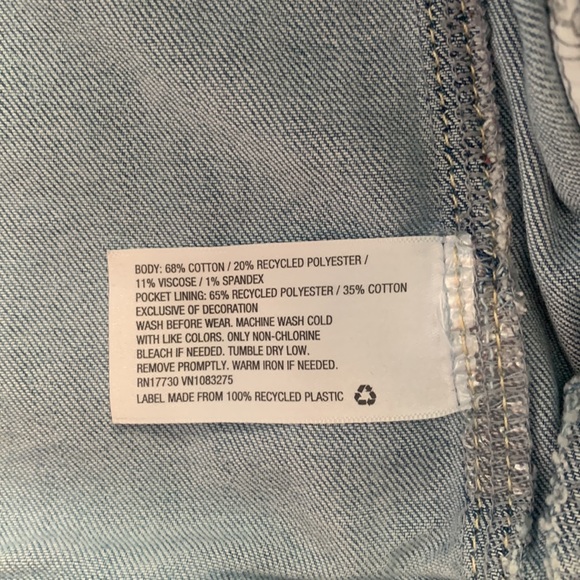 BODY: 68% COTTON / 20% RECYCLED POLYESTER /
11% VISCOSE / 1% SPANDEX
POCKET LINING: 65% RECYCLED POLYESTER / 35% COTTON
EXCLUSIVE OF DECORATION
WASH BEFORE WEAR. MACHINE WASH COLD
WITH LIKE COLORS. ONLY NON-CHLORINE
BLEACH IF NEEDED. TUMBLE DRY LOW.
REMOVE PROMPTLY. WARM IRON IF NEEDED.
RN17730 VN1083275
LABEL MADE FROM 100% RECYCLED PLASTIC